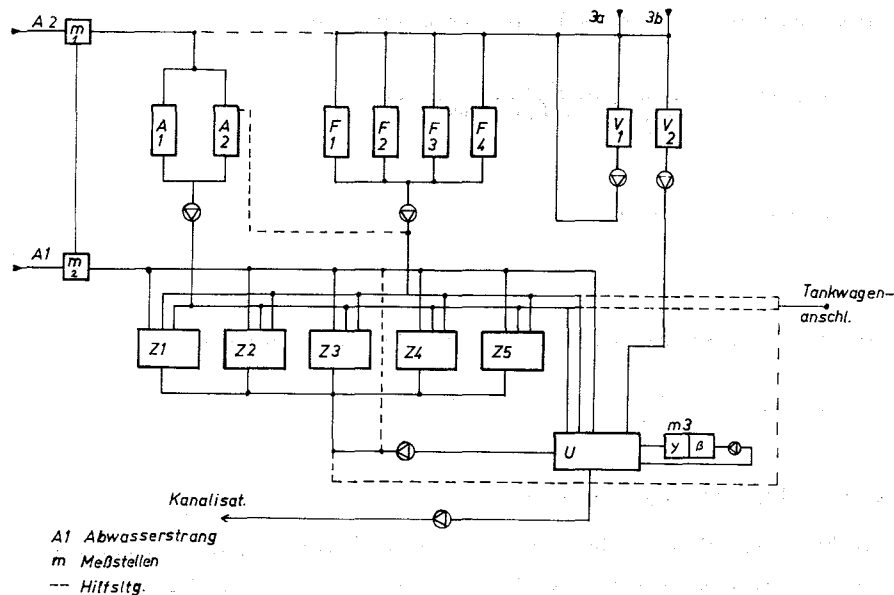 A2
m
1
3a
3b
A
1
A
2
F
1
F
2
F
3
F
4
V
1
V
2
A1
m
2
Tankwagen-
anschl.
Z1
Z2
Z3
Z4
Z5
m3
U
γ
β
Kanalisat.
A1 Abwasserstrang
m Meßstellen
--- Hilfsltg.